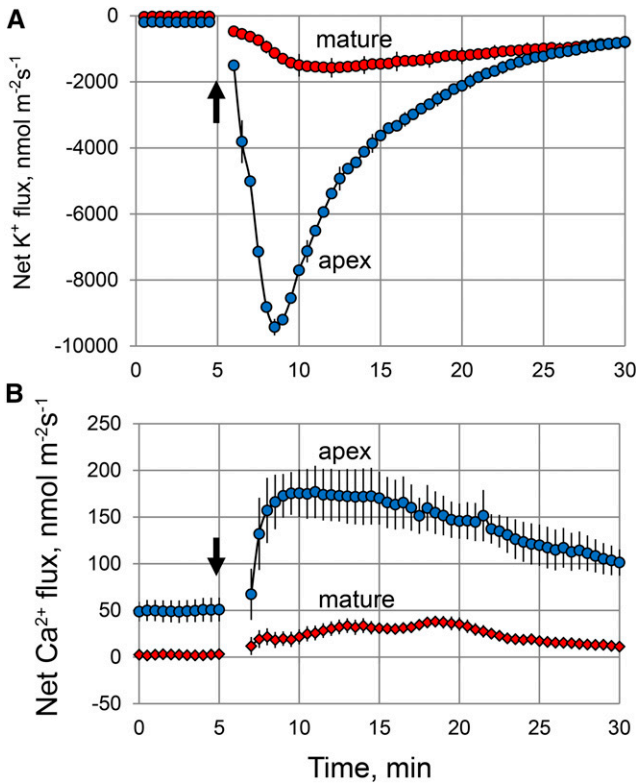 A
Net K⁺ flux, nmol m⁻²s⁻¹
0
-2000
-4000
-6000
-8000
-10000
mature
apex
0 5 10 15 20 25 30
B
Net Ca²⁺ flux, nmol m⁻²s⁻¹
250
200
150
100
50
0
-50
apex
mature
0 5 10 15 20 25 30
Time, min